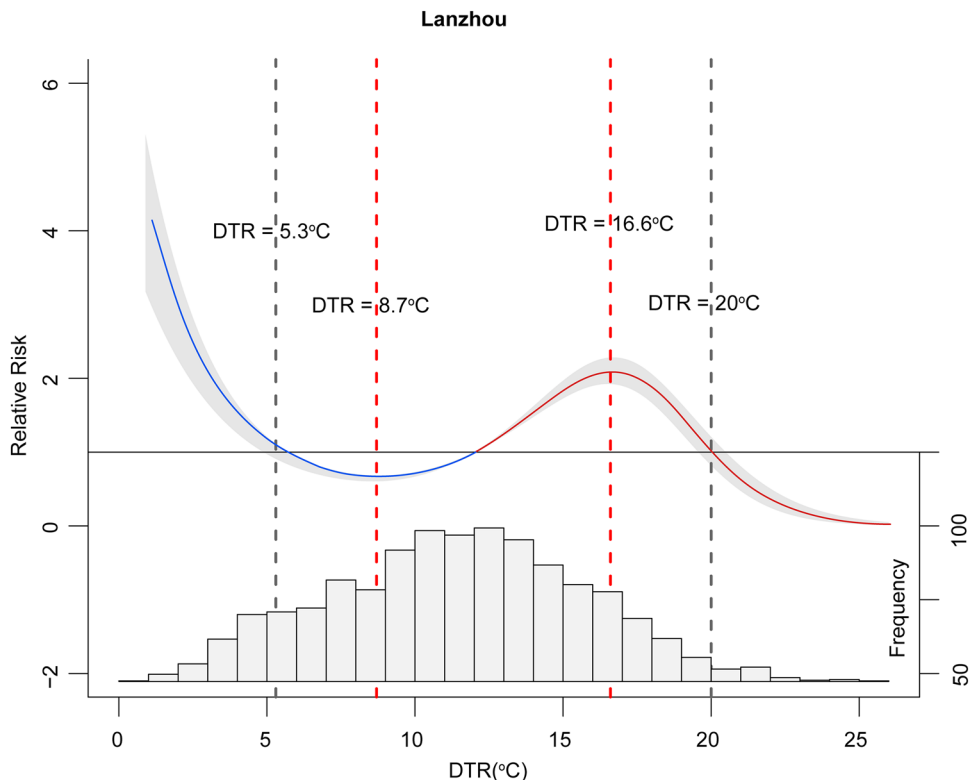 Lanzhou
6
4
2
0
−2
Relative Risk
DTR = 5.3°C
DTR = 16.6°C
DTR = 8.7°C
DTR = 20°C
100
50
Frequency
0 5 10 15 20 25
DTR(°C)